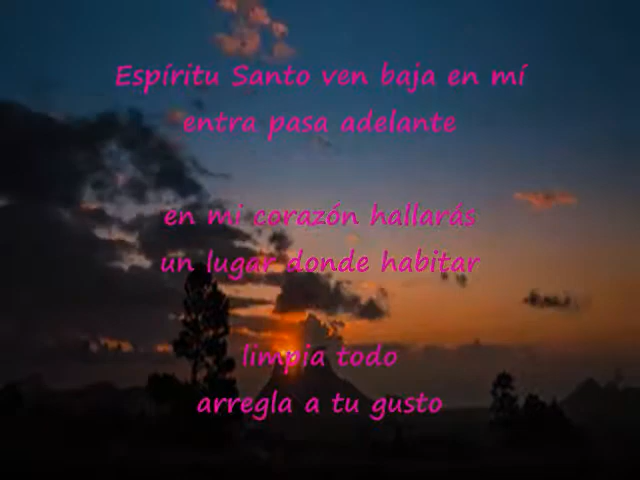 Espíritu Santo ven baja en mí
entra pasa adelante
en mi corazón hallarás
un lugar donde habitar
limpia todo
arregla a tu gusto